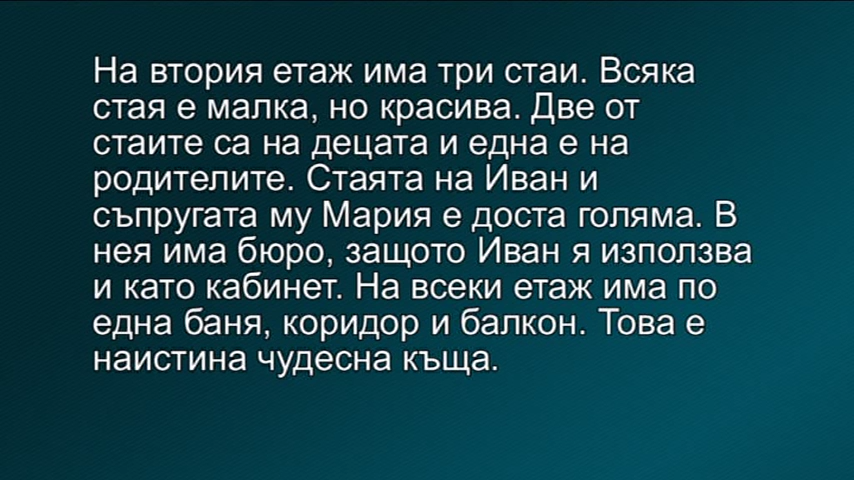 На втория етаж има три стаи. Всяка
стая е малка, но красива. Две от
стаите са на децата и една е на
родителите. Стаята на Иван и
съпругата му Мария е доста голяма. В
нея има бюро, защото Иван я използва
и като кабинет. На всеки етаж има по
една баня, коридор и балкон. Това е
наистина чудесна къща.